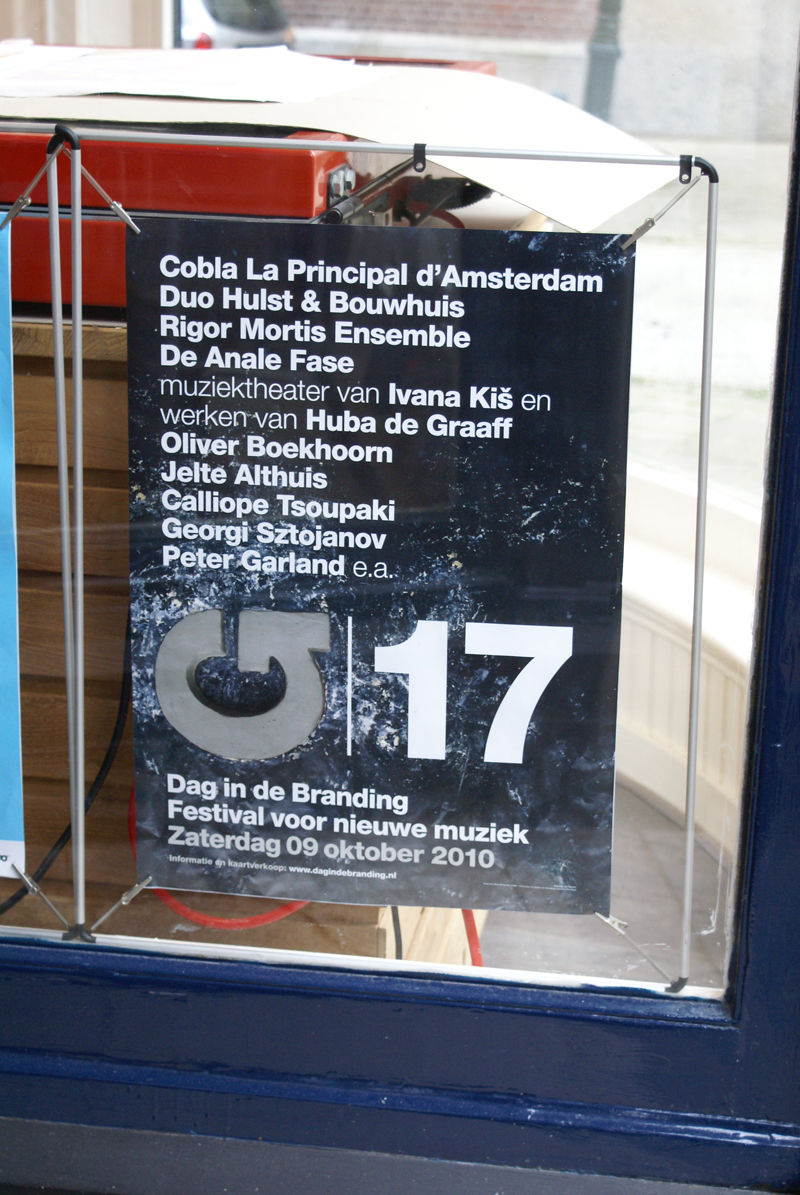 Cobla La Principal d'Amsterdam
Duo Hulst & Bouwhuis
Rigor Mortis Ensemble
De Anale Fase
muziektheater van Ivana Kiš en
werken van Huba de Graaff
Oliver Boekhoorn
Jelte Althuis
Calliope Tsoupaki
Georgi Sztojanov
Peter Garland e.a.
G|17
Dag in de Branding
Festival voor nieuwe muziek
Zaterdag 09 oktober 2010
Informatie en kaartverkoop: www.dagindebranding.nl